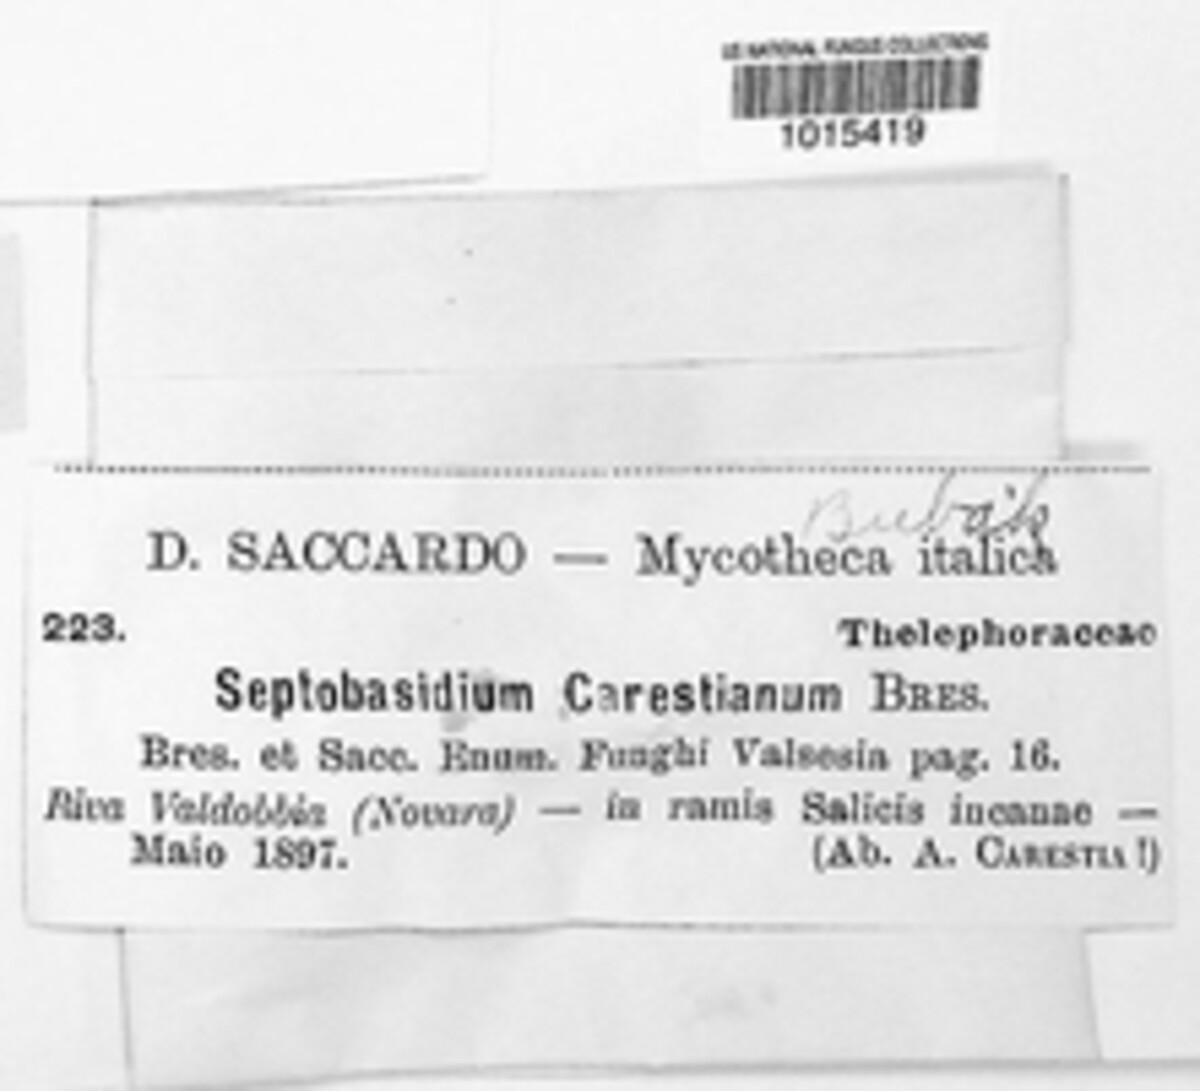 US NATIONAL FUNGUS COLLECTIONS
1015419
Bubák
D. SACCARDO — Mycotheca italica
223. Thelephoraceae
Septobasidium Carestianum BRES.
Bres. et Sacc. Enum. Funghi Valsesia pag. 16.
Riva Valdobbia (Novara) — in ramis Salicis incanae —
Maio 1897. (Ab. A. CARESTIA!)